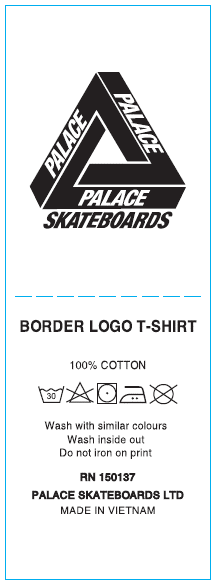 PALACE
PALACE
PALACE
SKATEBOARDS
BORDER LOGO T-SHIRT
100% COTTON
30
Wash with similar colours
Wash inside out
Do not iron on print
RN 150137
PALACE SKATEBOARDS LTD
MADE IN VIETNAM